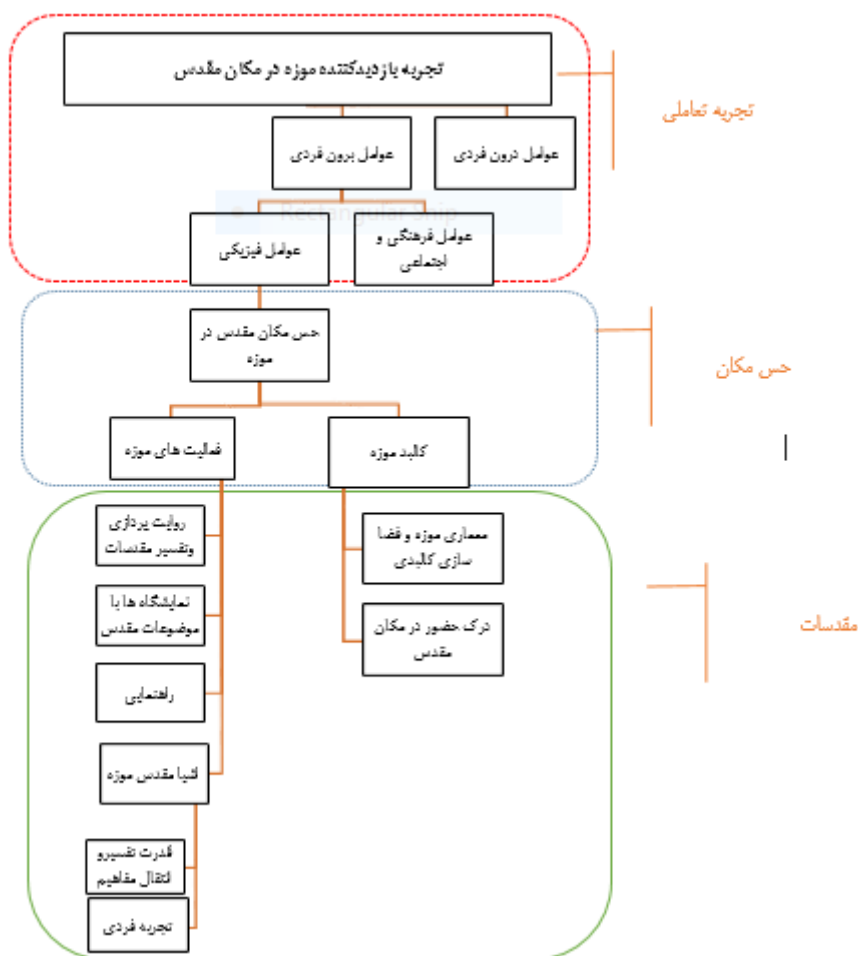 تجربه بازدیدکننده موزه در مکان مقدس
تجربه تعاملی
عوامل درون فردی
عوامل برون فردی
Rectangular Snip
عوامل فرهنگی و
اجتماعی
عوامل فیزیکی
حس مکان مقدس در
موزه
حس مکان
کالبد موزه
فعالیت های موزه
معماری موزه و فضا
سازی کالبدی
درک حضور در مکان
مقدس
مقدسات
روایت پردازی
وتفسیر مقدسات
نمایشگاه ها با
موضوعات مقدس
راهنمایی
اشیا مقدس موزه
قدرت تفسیرو
انتقال مفاهیم
تجربه فردی